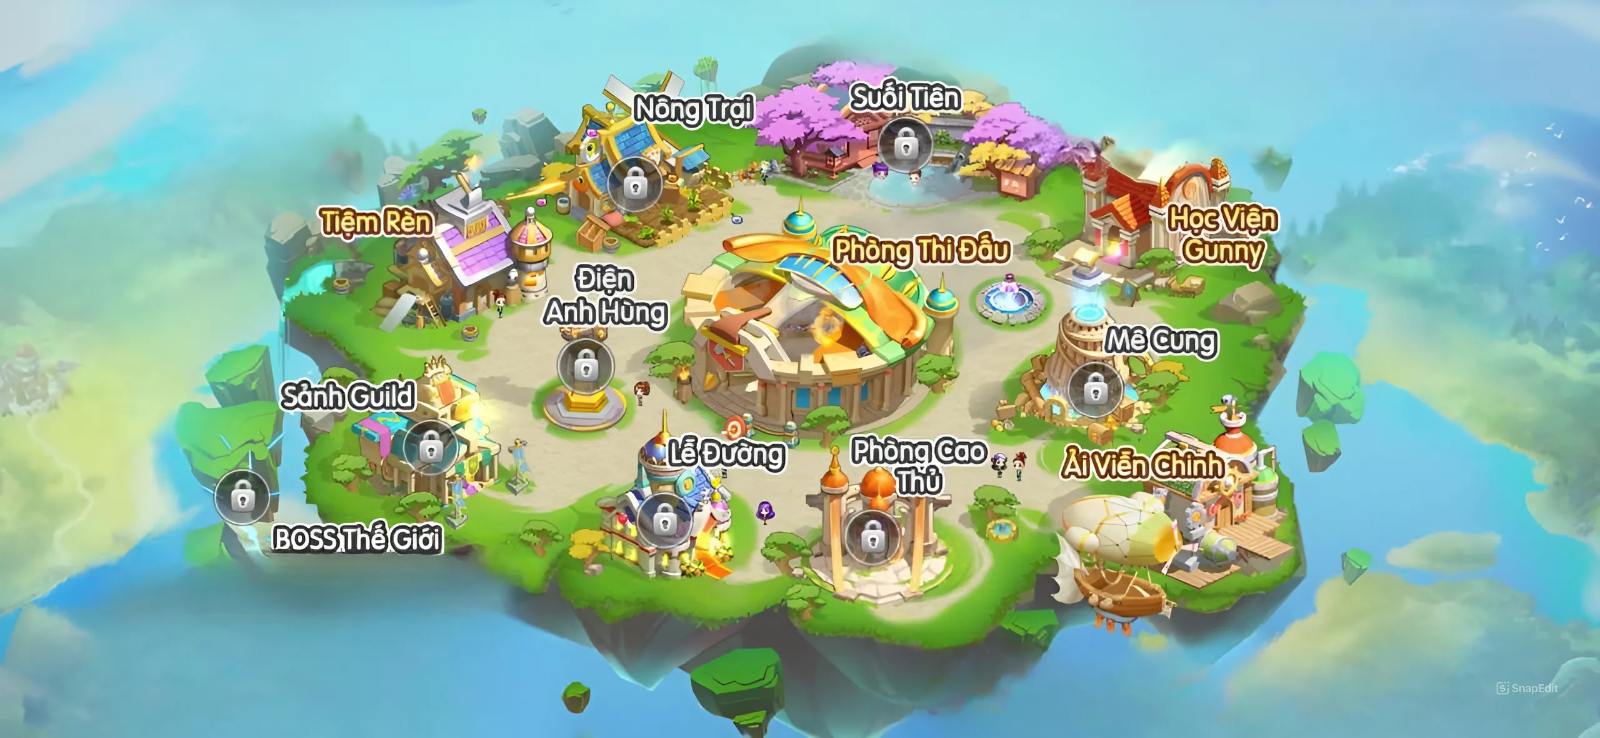 Nông Trại
Suối Tiên
Tiệm Rèn
Học Viện
Gunny
Phòng Thi Đấu
Điện
Anh Hùng
Mê Cung
Sảnh Guild
Lễ Đường
Phòng Cao
Thủ
Ải Viễn Chinh
BOSS Thế Giới
SnapEdit